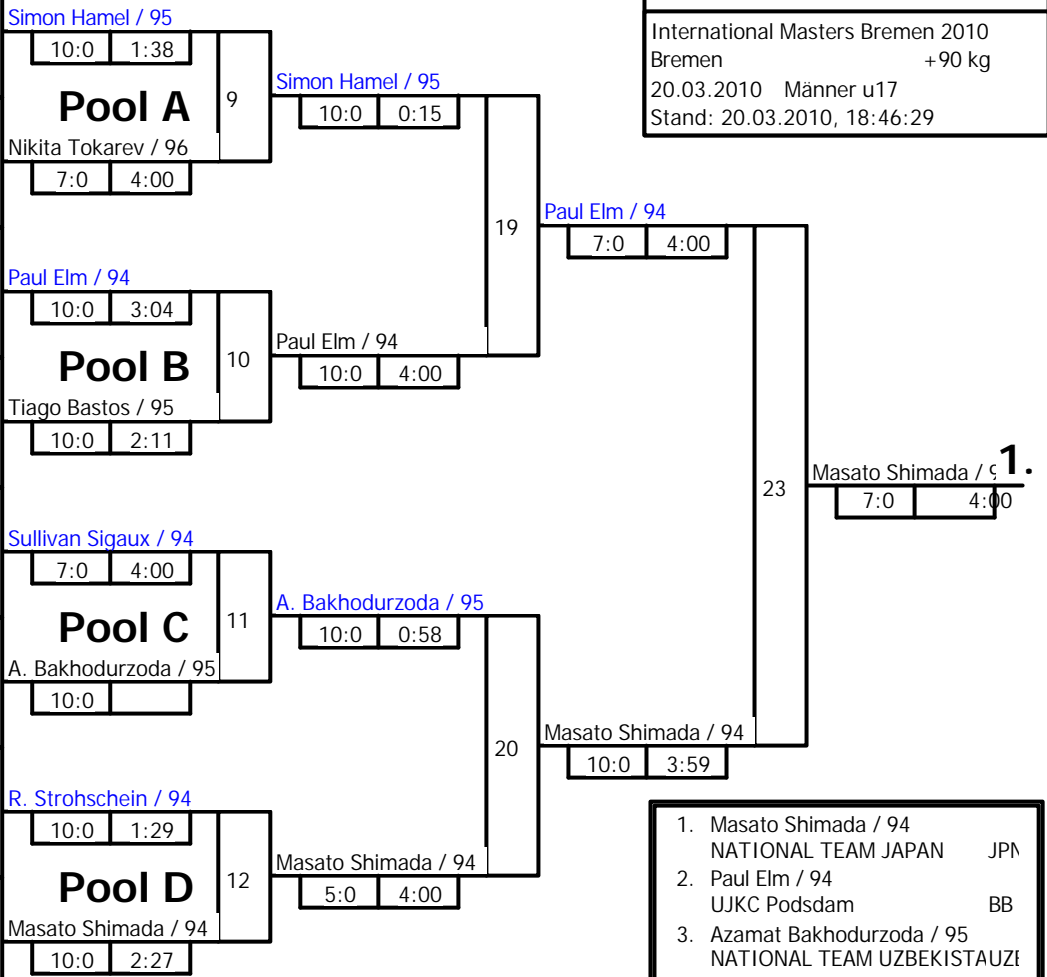 Simon Hamel / 95
10:0 1:38
Pool A
9
Nikita Tokarev / 96
7:0 4:00
Simon Hamel / 95
10:0 0:15
International Masters Bremen 2010
Bremen +90 kg
20.03.2010 Männer u17
Stand: 20.03.2010, 18:46:29
19
Paul Elm / 94
7:0 4:00
Paul Elm / 94
10:0 3:04
Pool B
10
Tiago Bastos / 95
10:0 2:11
Paul Elm / 94
10:0 4:00
23
Masato Shimada / 9 1.
7:0 4:00
Sullivan Sigaux / 94
7:0 4:00
Pool C
11
A. Bakhodurzoda / 95
10:0
A. Bakhodurzoda / 95
10:0 0:58
20
Masato Shimada / 94
10:0 3:59
R. Strohschein / 94
10:0 1:29
Pool D
12
Masato Shimada / 94
10:0 2:27
Masato Shimada / 94
5:0 4:00
1. Masato Shimada / 94
NATIONAL TEAM JAPAN JPN
2. Paul Elm / 94
UJKC Podsdam BB
3. Azamat Bakhodurzoda / 95
NATIONAL TEAM UZBEKISTAUZE